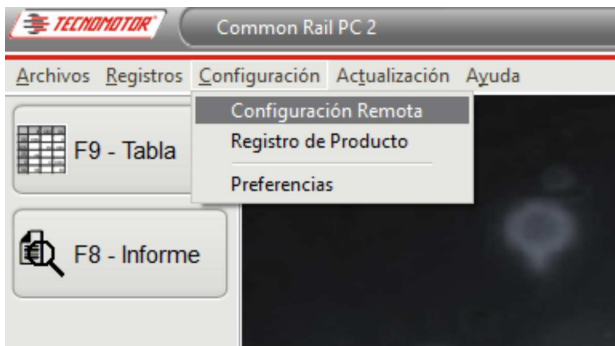 TECNOMOTOR
Common Rail PC 2
Archivos Registros Configuración Actualización Ayuda
Configuración Remota
Registro de Producto
Preferencias
F9 - Tabla
F8 - Informe